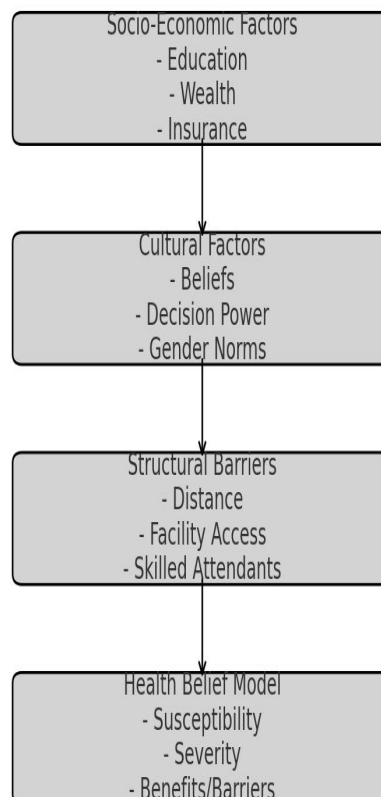 Socio-Economic Factors
- Education
- Wealth
- Insurance
Cultural Factors
- Beliefs
- Decision Power
- Gender Norms
Structural Barriers
- Distance
- Facility Access
- Skilled Attendants
Health Belief Model
- Susceptibility
- Severity
- Benefits/Barriers